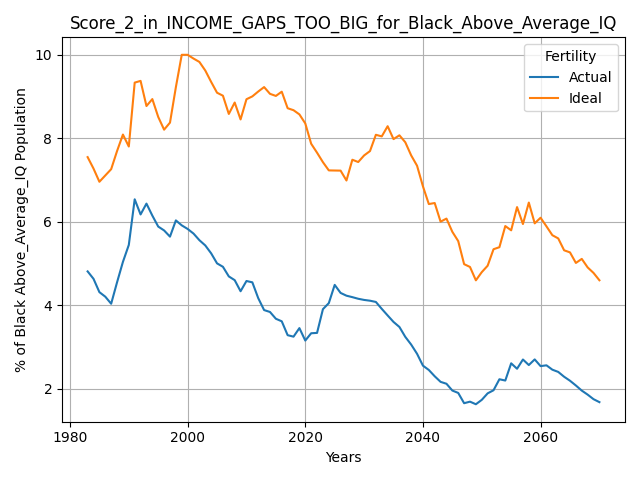 Score_2_in_INCOME_GAPS_TOO_BIG_for_Black_Above_Average_IQ
Fertility
Actual
Ideal
% of Black Above_Average_IQ Population
10
8
6
4
2
1980
2000
2020
2040
2060
Years